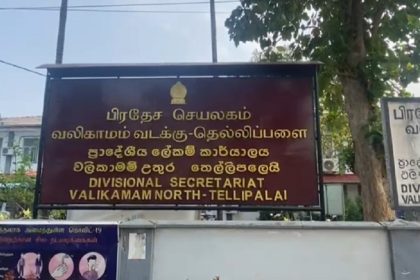 பிரதேச செயலகம்
வலிகாமம் வடக்கு-தெல்லிப்பளை
ප්‍රාදේශීය ලේකම් කාර්යාලය
වලිකාමම් උතුර තෙල්ලිපලෙයි
DIVISIONAL SECRETARIAT
VALIKAMAM NORTH-TELLIPALAI